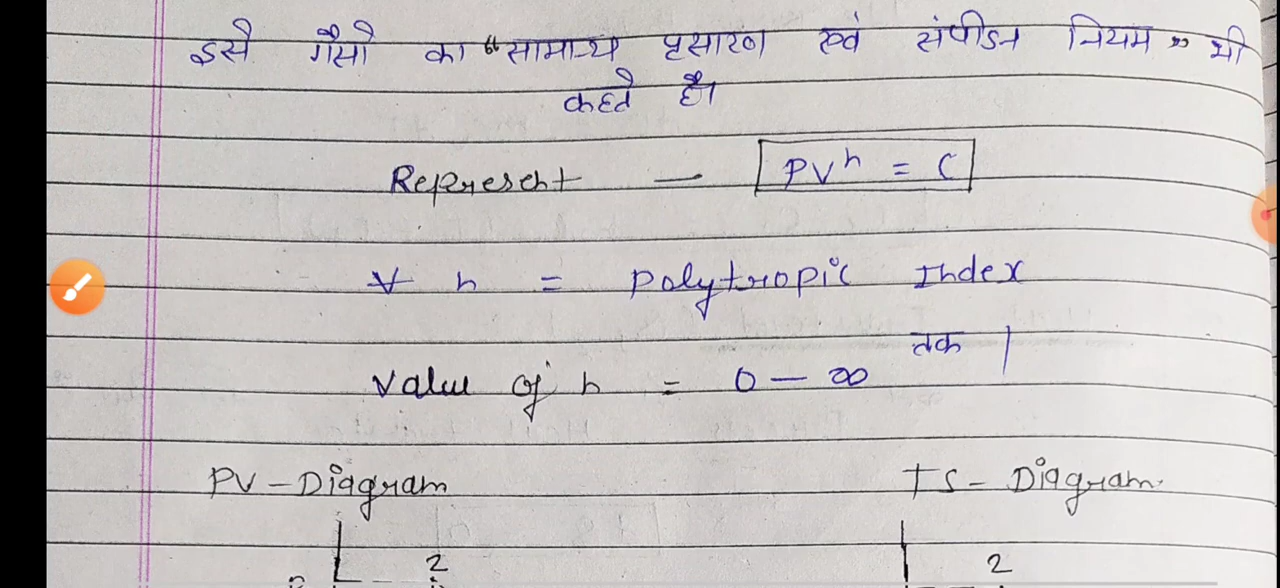 इसे गैसो का "सामान्य प्रसारण एवं संपीडन नियम" भी
कहते है।
Represent — PVⁿ = C
∀ n = Polytropic Index
Value of n = 0 – ∞ तक |
PV – Diagram TS – Diagram
2 2